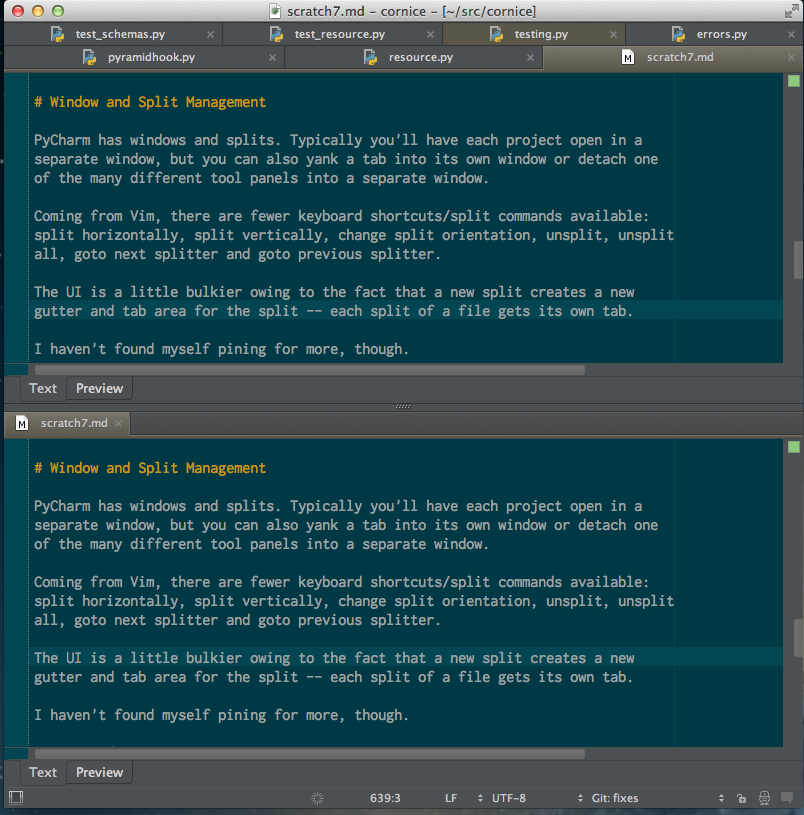 scratch7.md – cornice – [~/src/cornice]
test_schemas.py test_resource.py testing.py errors.py
pyramidhook.py resource.py scratch7.md
# Window and Split Management
PyCharm has windows and splits. Typically you'll have each project open in a
separate window, but you can also yank a tab into its own window or detach one
of the many different tool panels into a separate window.
Coming from Vim, there are fewer keyboard shortcuts/split commands available:
split horizontally, split vertically, change split orientation, unsplit, unsplit
all, goto next splitter and goto previous splitter.
The UI is a little bulkier owing to the fact that a new split creates a new
gutter and tab area for the split -- each split of a file gets its own tab.
I haven't found myself pining for more, though.
Text Preview
scratch7.md
# Window and Split Management
PyCharm has windows and splits. Typically you'll have each project open in a
separate window, but you can also yank a tab into its own window or detach one
of the many different tool panels into a separate window.
Coming from Vim, there are fewer keyboard shortcuts/split commands available:
split horizontally, split vertically, change split orientation, unsplit, unsplit
all, goto next splitter and goto previous splitter.
The UI is a little bulkier owing to the fact that a new split creates a new
gutter and tab area for the split -- each split of a file gets its own tab.
I haven't found myself pining for more, though.
Text Preview
639:3 LF UTF-8 Git: fixes